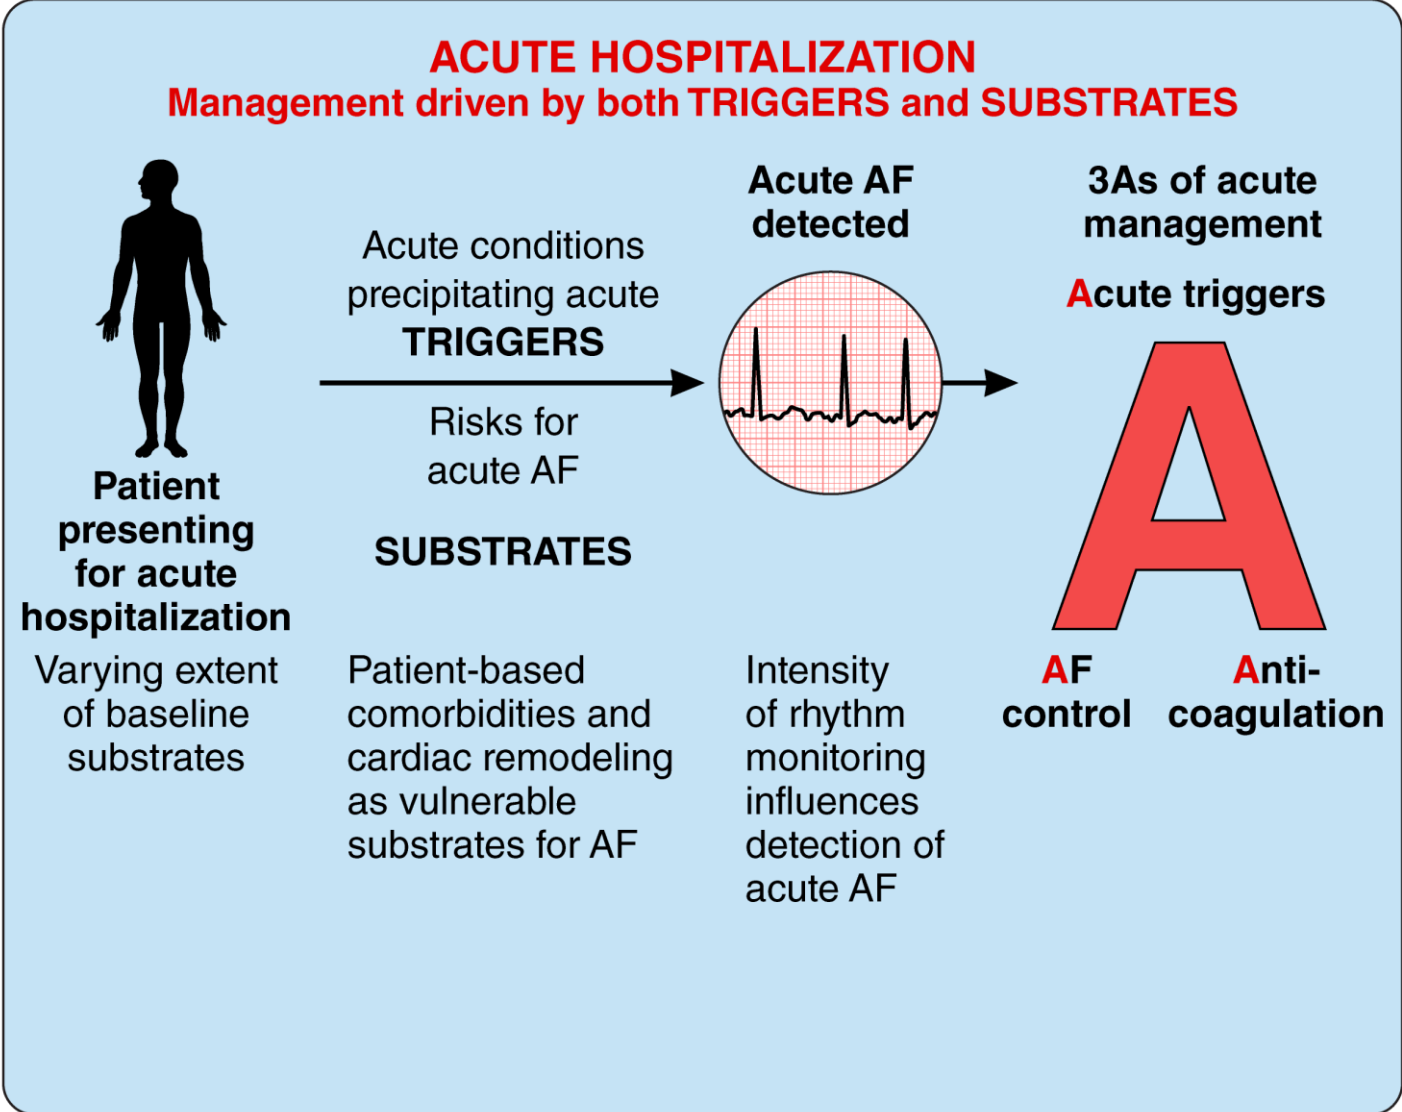 ACUTE HOSPITALIZATION
Management driven by both TRIGGERS and SUBSTRATES
Patient
presenting
for acute
hospitalization
Varying extent
of baseline
substrates
Acute conditions
precipitating acute
TRIGGERS
Risks for
acute AF
SUBSTRATES
Patient-based
comorbidities and
cardiac remodeling
as vulnerable
substrates for AF
Acute AF
detected
Intensity
of rhythm
monitoring
influences
detection of
acute AF
3As of acute
management
Acute triggers
A
AF
control
Anti-
coagulation